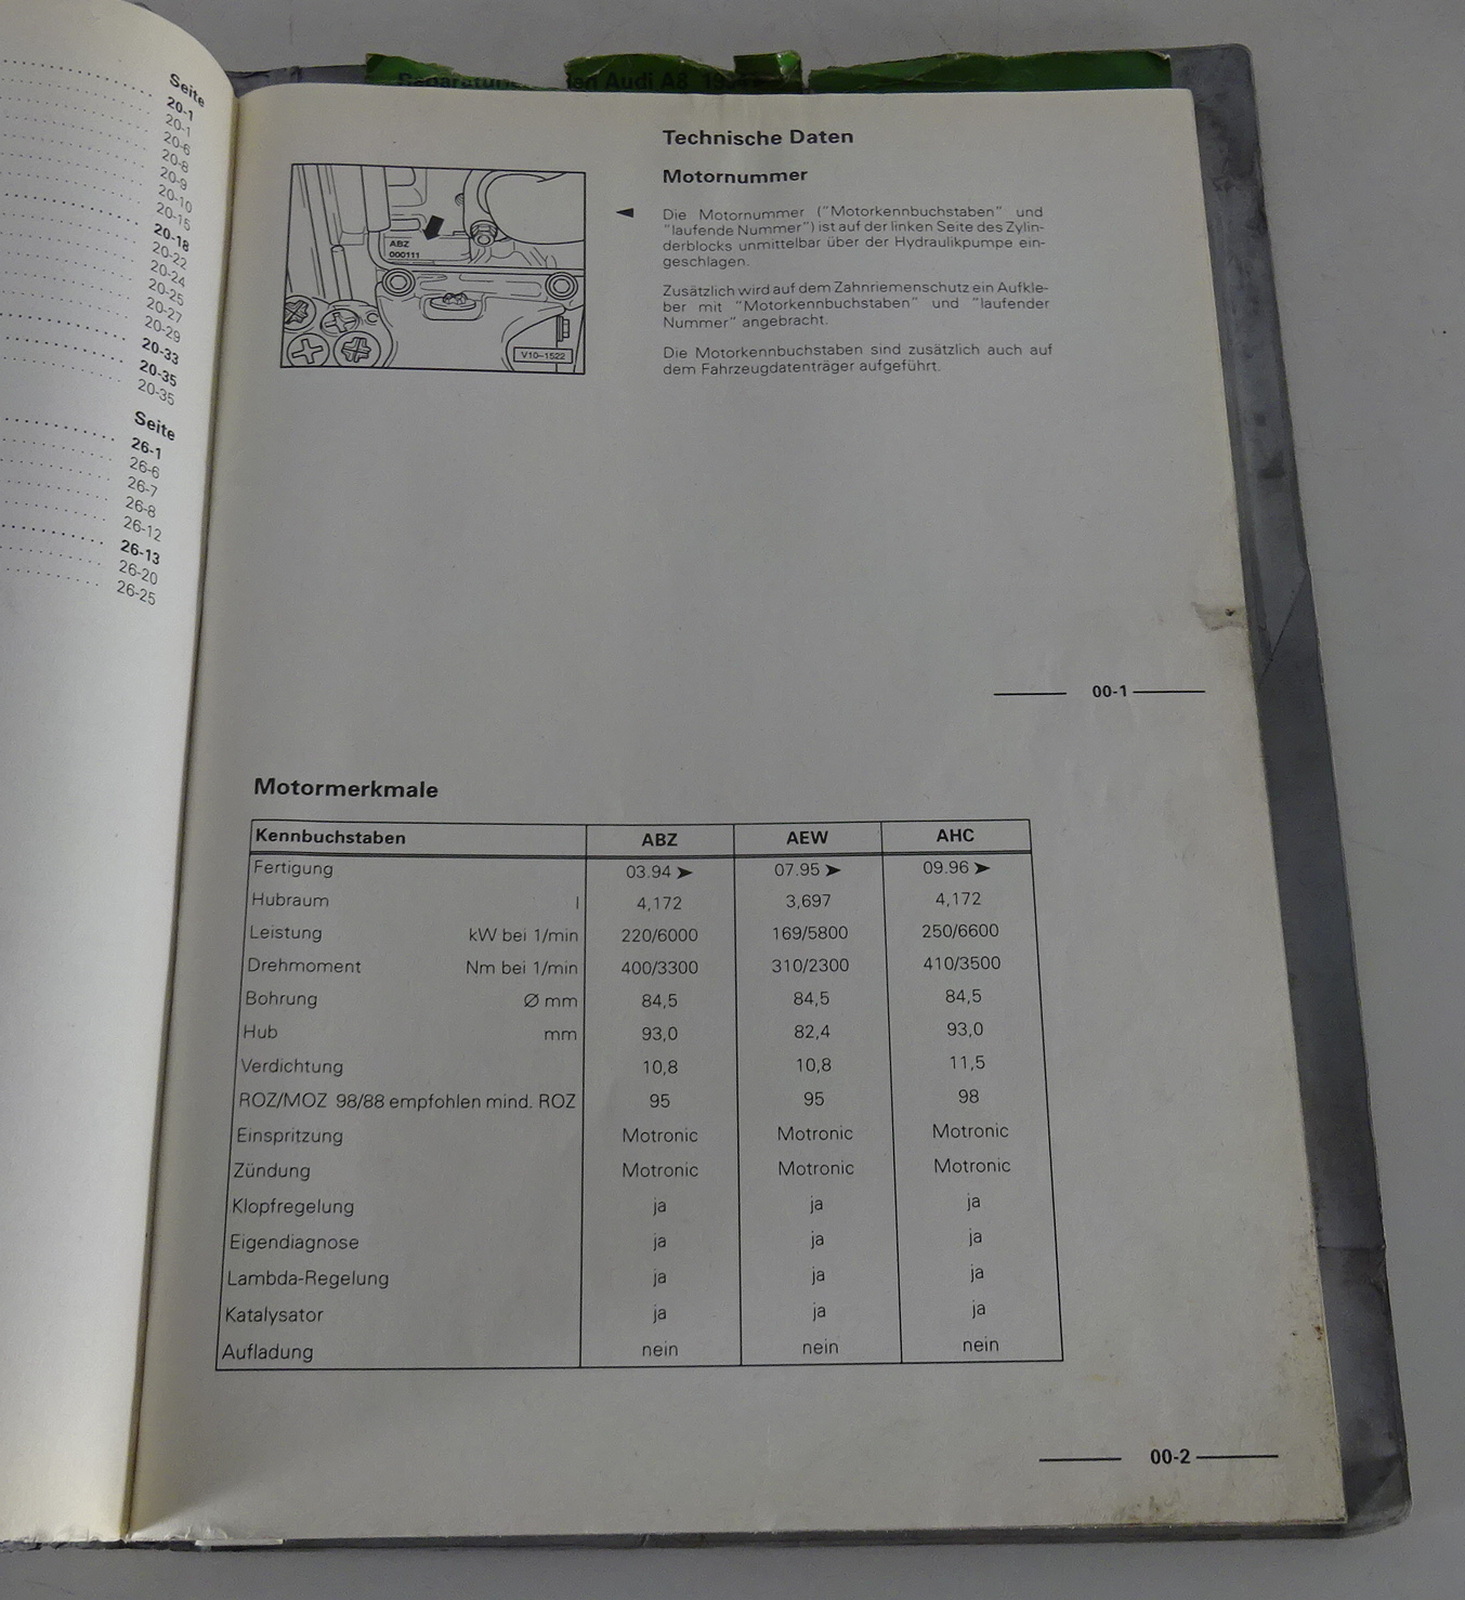 Seite
20-1
20-1
20-6
20-8
20-9
20-10
20-15
20-18
20-22
20-24
20-25
20-27
20-29
20-33
20-35
20-35
Seite
26-1
26-6
26-7
26-8
26-12
26-13
26-20
26-25
Audi A8
Technische Daten
Motornummer
Die Motornummer ("Motorkennbuchstaben" und
"laufende Nummer") ist auf der linken Seite des Zylin-
derblocks unmittelbar über der Hydraulikpumpe ein-
geschlagen.
Zusätzlich wird auf dem Zahnriemenschutz ein Aufkle-
ber mit "Motorkennbuchstaben" und "laufender
Nummer" angebracht.
Die Motorkennbuchstaben sind zusätzlich auch auf
dem Fahrzeugdatenträger aufgeführt.
ABZ
000111
V10-1522
00-1
Motormerkmale
Kennbuchstaben ABZ AEW AHC
Fertigung 03.94 ➤ 07.95 ➤ 09.96 ➤
Hubraum l 4,172 3,697 4,172
Leistung kW bei 1/min 220/6000 169/5800 250/6600
Drehmoment Nm bei 1/min 400/3300 310/2300 410/3500
Bohrung Ø mm 84,5 84,5 84,5
Hub mm 93,0 82,4 93,0
Verdichtung 10,8 10,8 11,5
ROZ/MOZ 98/88 empfohlen mind. ROZ 95 95 98
Einspritzung Motronic Motronic Motronic
Zündung Motronic Motronic Motronic
Klopfregelung ja ja ja
Eigendiagnose ja ja ja
Lambda-Regelung ja ja ja
Katalysator ja ja ja
Aufladung nein nein nein
00-2